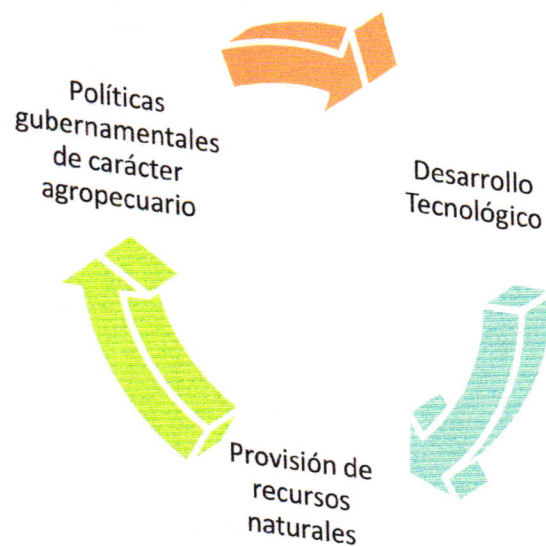 Políticas
gubernamentales
de carácter
agropecuario
Desarrollo
Tecnológico
Provisión de
recursos
naturales